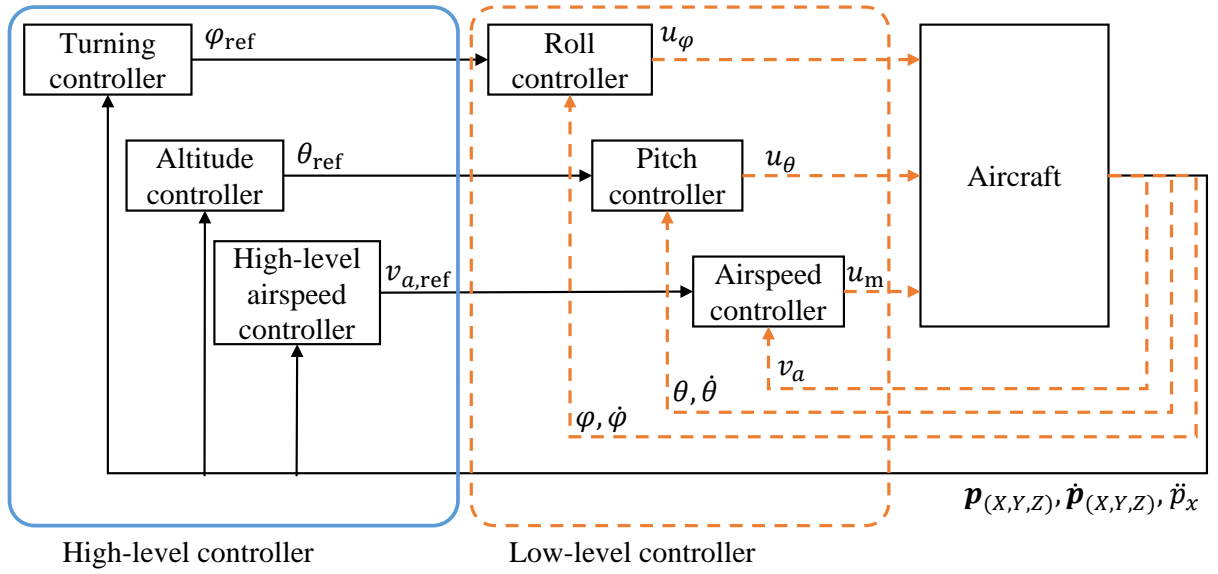 Turning
controller
φ_ref
Roll
controller
u_φ
Altitude
controller
θ_ref
Pitch
controller
u_θ
Aircraft
High-level
airspeed
controller
v_a,ref
Airspeed
controller
u_m
v_a
θ, θ̇
φ, φ̇
𝒑_(X,Y,Z), 𝒑̇_(X,Y,Z), p̈_x
High-level controller
Low-level controller